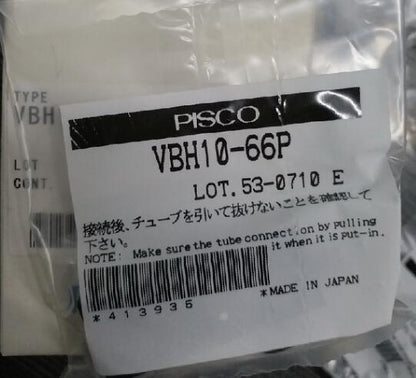 TYPE
VBH
LOT
CONT.
PISCO
VBH10-66P
LOT.53-0710 E
接続後、チューブを引いて抜けないことを確認して
下さい。
NOTE: Make sure the tube connection by pulling
it when it is put-in.
*MADE IN JAPAN
*413935